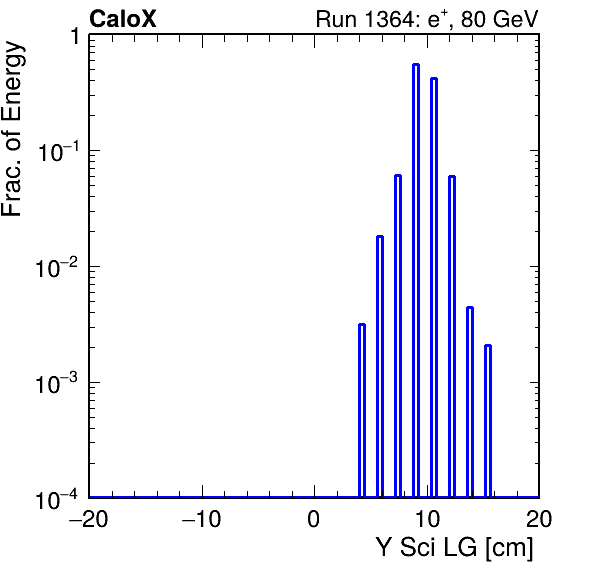 CaloX Run 1364: e⁺, 80 GeV
Frac. of Energy
1
10⁻¹
10⁻²
10⁻³
10⁻⁴
−20 −10 0 10 20
Y Sci LG [cm]